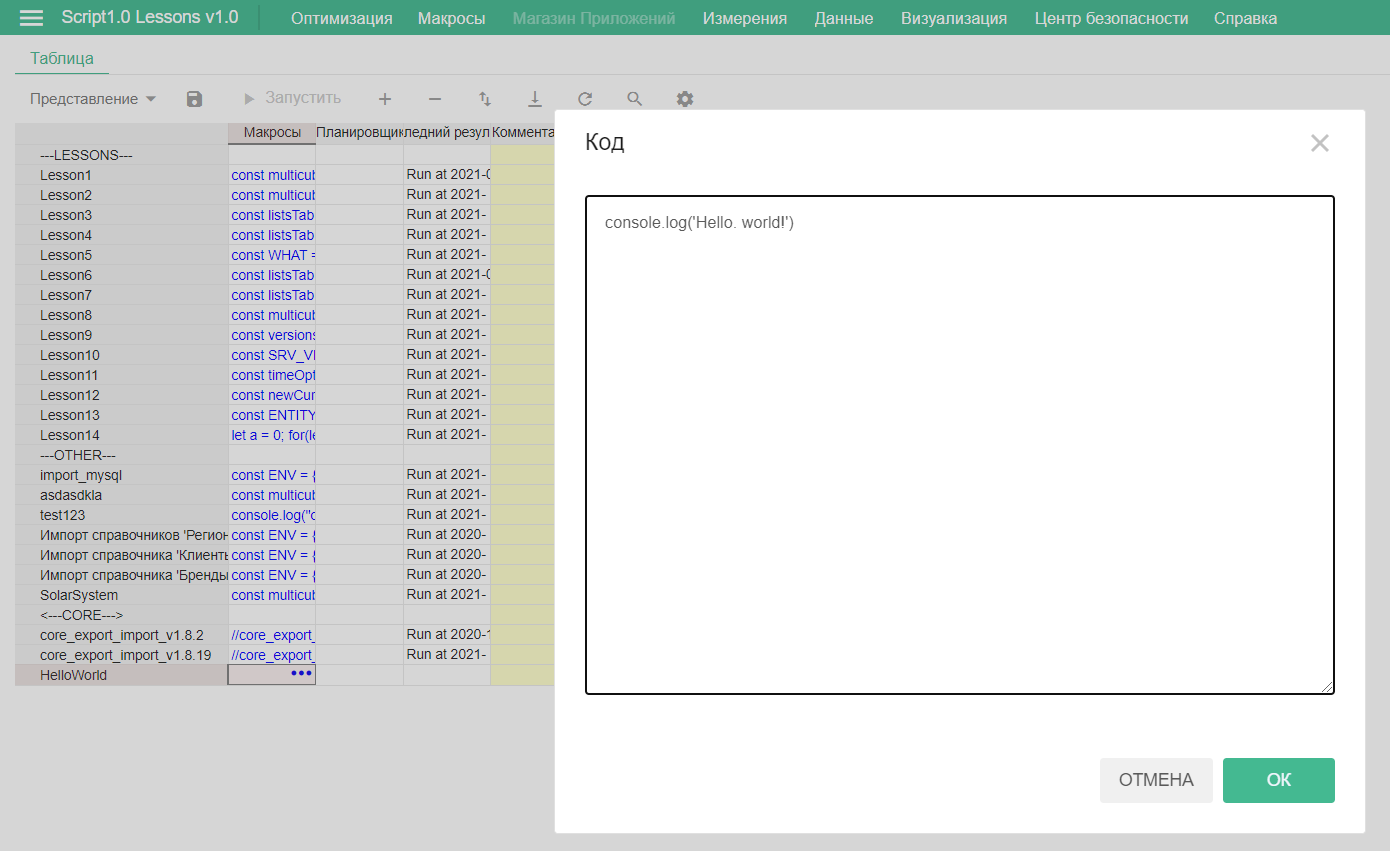 Script1.0 Lessons v1.0 Оптимизация Макросы Магазин Приложений Измерения Данные Визуализация Центр безопасности Справка
Таблица
Представление Запустить
Макросы Планировщик ледний резул Коммента
---LESSONS---
Lesson1 const multicub Run at 2021-0
Lesson2 const multicub Run at 2021-
Lesson3 const listsTab Run at 2021-
Lesson4 const listsTab Run at 2021-
Lesson5 const WHAT = Run at 2021-
Lesson6 const listsTab Run at 2021-0
Lesson7 const listsTab Run at 2021-
Lesson8 const multicub Run at 2021-
Lesson9 const versions Run at 2021-
Lesson10 const SRV_VI Run at 2021-
Lesson11 const timeOpt Run at 2021-
Lesson12 const newCur Run at 2021-
Lesson13 const ENTITY Run at 2021-
Lesson14 let a = 0; for(le Run at 2021-
---OTHER---
import_mysql const ENV = { Run at 2021-
asdasdkla const multicub Run at 2021-
test123 console.log("c Run at 2021-
Импорт справочников 'Регион const ENV = { Run at 2020-
Импорт справочника 'Клиенты const ENV = { Run at 2020-
Импорт справочника 'Бренды const ENV = { Run at 2020-
SolarSystem const multicub Run at 2021-
<---CORE--->
core_export_import_v1.8.2 //core_export_ Run at 2020-1
core_export_import_v1.8.19 //core_export_ Run at 2021-
HelloWorld •••
Код
console.log('Hello. world!')
ОТМЕНА ОК